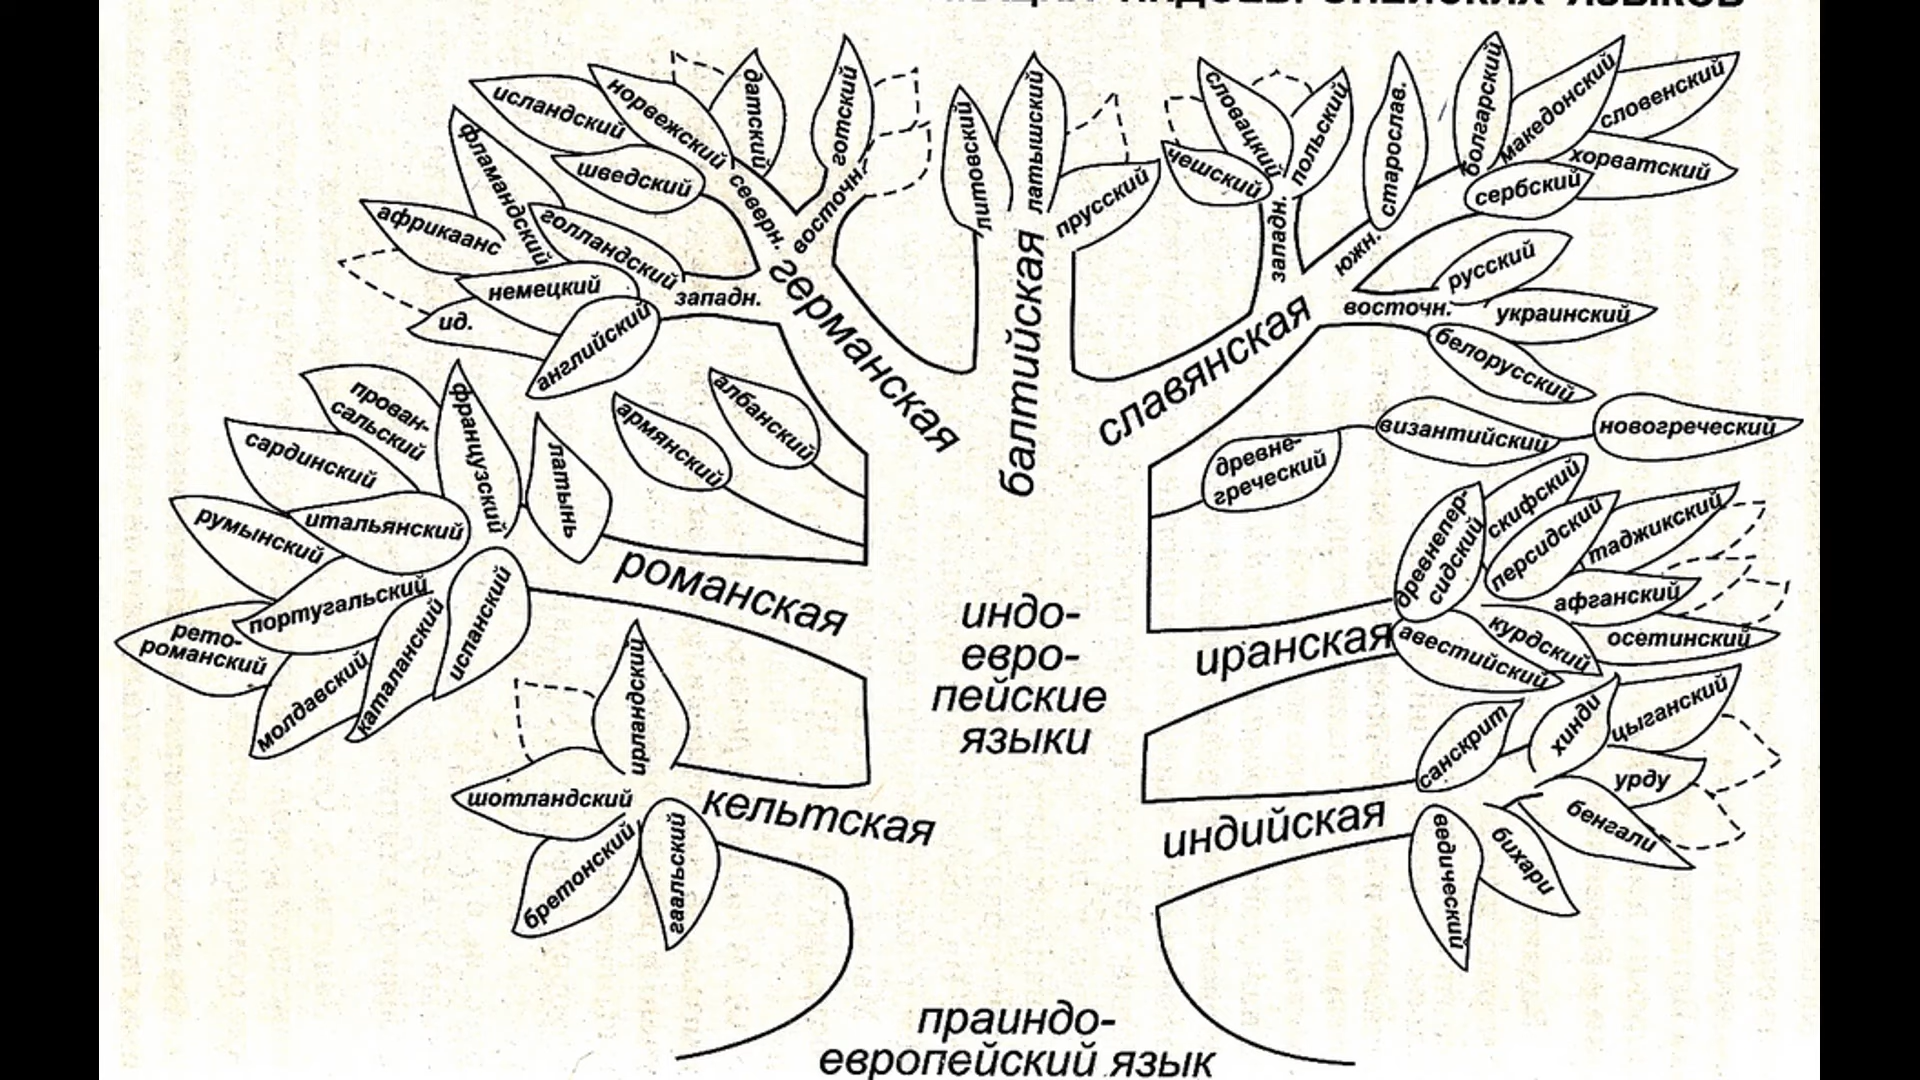 ИНДОЕВРОПЕЙСКИХ ЯЗЫКОВ
исландский
норвежский
датский
готский
фламандский
шведский
северн.
восточн.
африкаанс
голландский
немецкий
западн.
ид.
английский
германская
литовский
латышский
прусский
балтийская
словацкий
польский
чешский
западн.
старослав.
болгарский
македонский
словенский
хорватский
сербский
южн.
русский
восточн.
украинский
белорусский
славянская
прован-
сальский
французский
латынь
сардинский
итальянский
румынский
португальский
испанский
рето-
романский
молдавский
каталанский
романская
армянский
албанский
древне-
греческий
византийский
новогреческий
древнепер-
сидский
скифский
персидский
таджикский
афганский
осетинский
курдский
авестийский
иранская
индо-
евро-
пейские
языки
ирландский
шотландский
бретонский
гаальский
кельтская
санскрит
хинди
цыганский
урду
бенгали
бихари
ведический
индийская
праиндо-
европейский язык